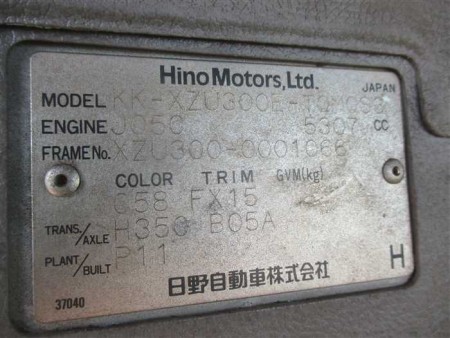 Hino Motors, Ltd. JAPAN
MODEL KK-XZU300E-TQMQS3
ENGINE J05C 5307 CC
FRAME No. XZU300-0001066
COLOR TRIM GVM(kg)
058 FX15
TRANS./AXLE H350 B05A
PLANT/BUILT P11
日野自動車株式会社 H
37040